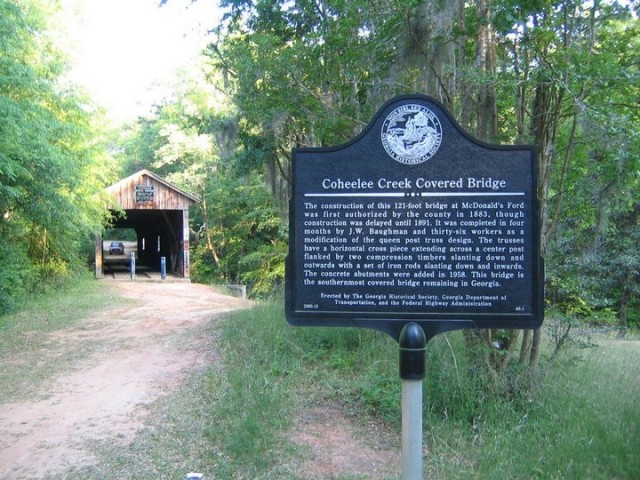 Coheelee Creek Covered Bridge
The construction of this 121-foot bridge at McDonald's Ford
was first authorized by the county in 1883, though
construction was delayed until 1891. It was completed in four
months by J.W. Baughman and thirty-six workers as a
modification of the queen post truss design. The trusses
have a horizontal cross piece extending across a center post
flanked by two compression timbers slanting down and
outwards with a set of iron rods slanting down and inwards.
The concrete abutments were added in 1958. This bridge is
the southernmost covered bridge remaining in Georgia.
Erected by The Georgia Historical Society, Georgia Department of
Transportation, and the Federal Highway Administration